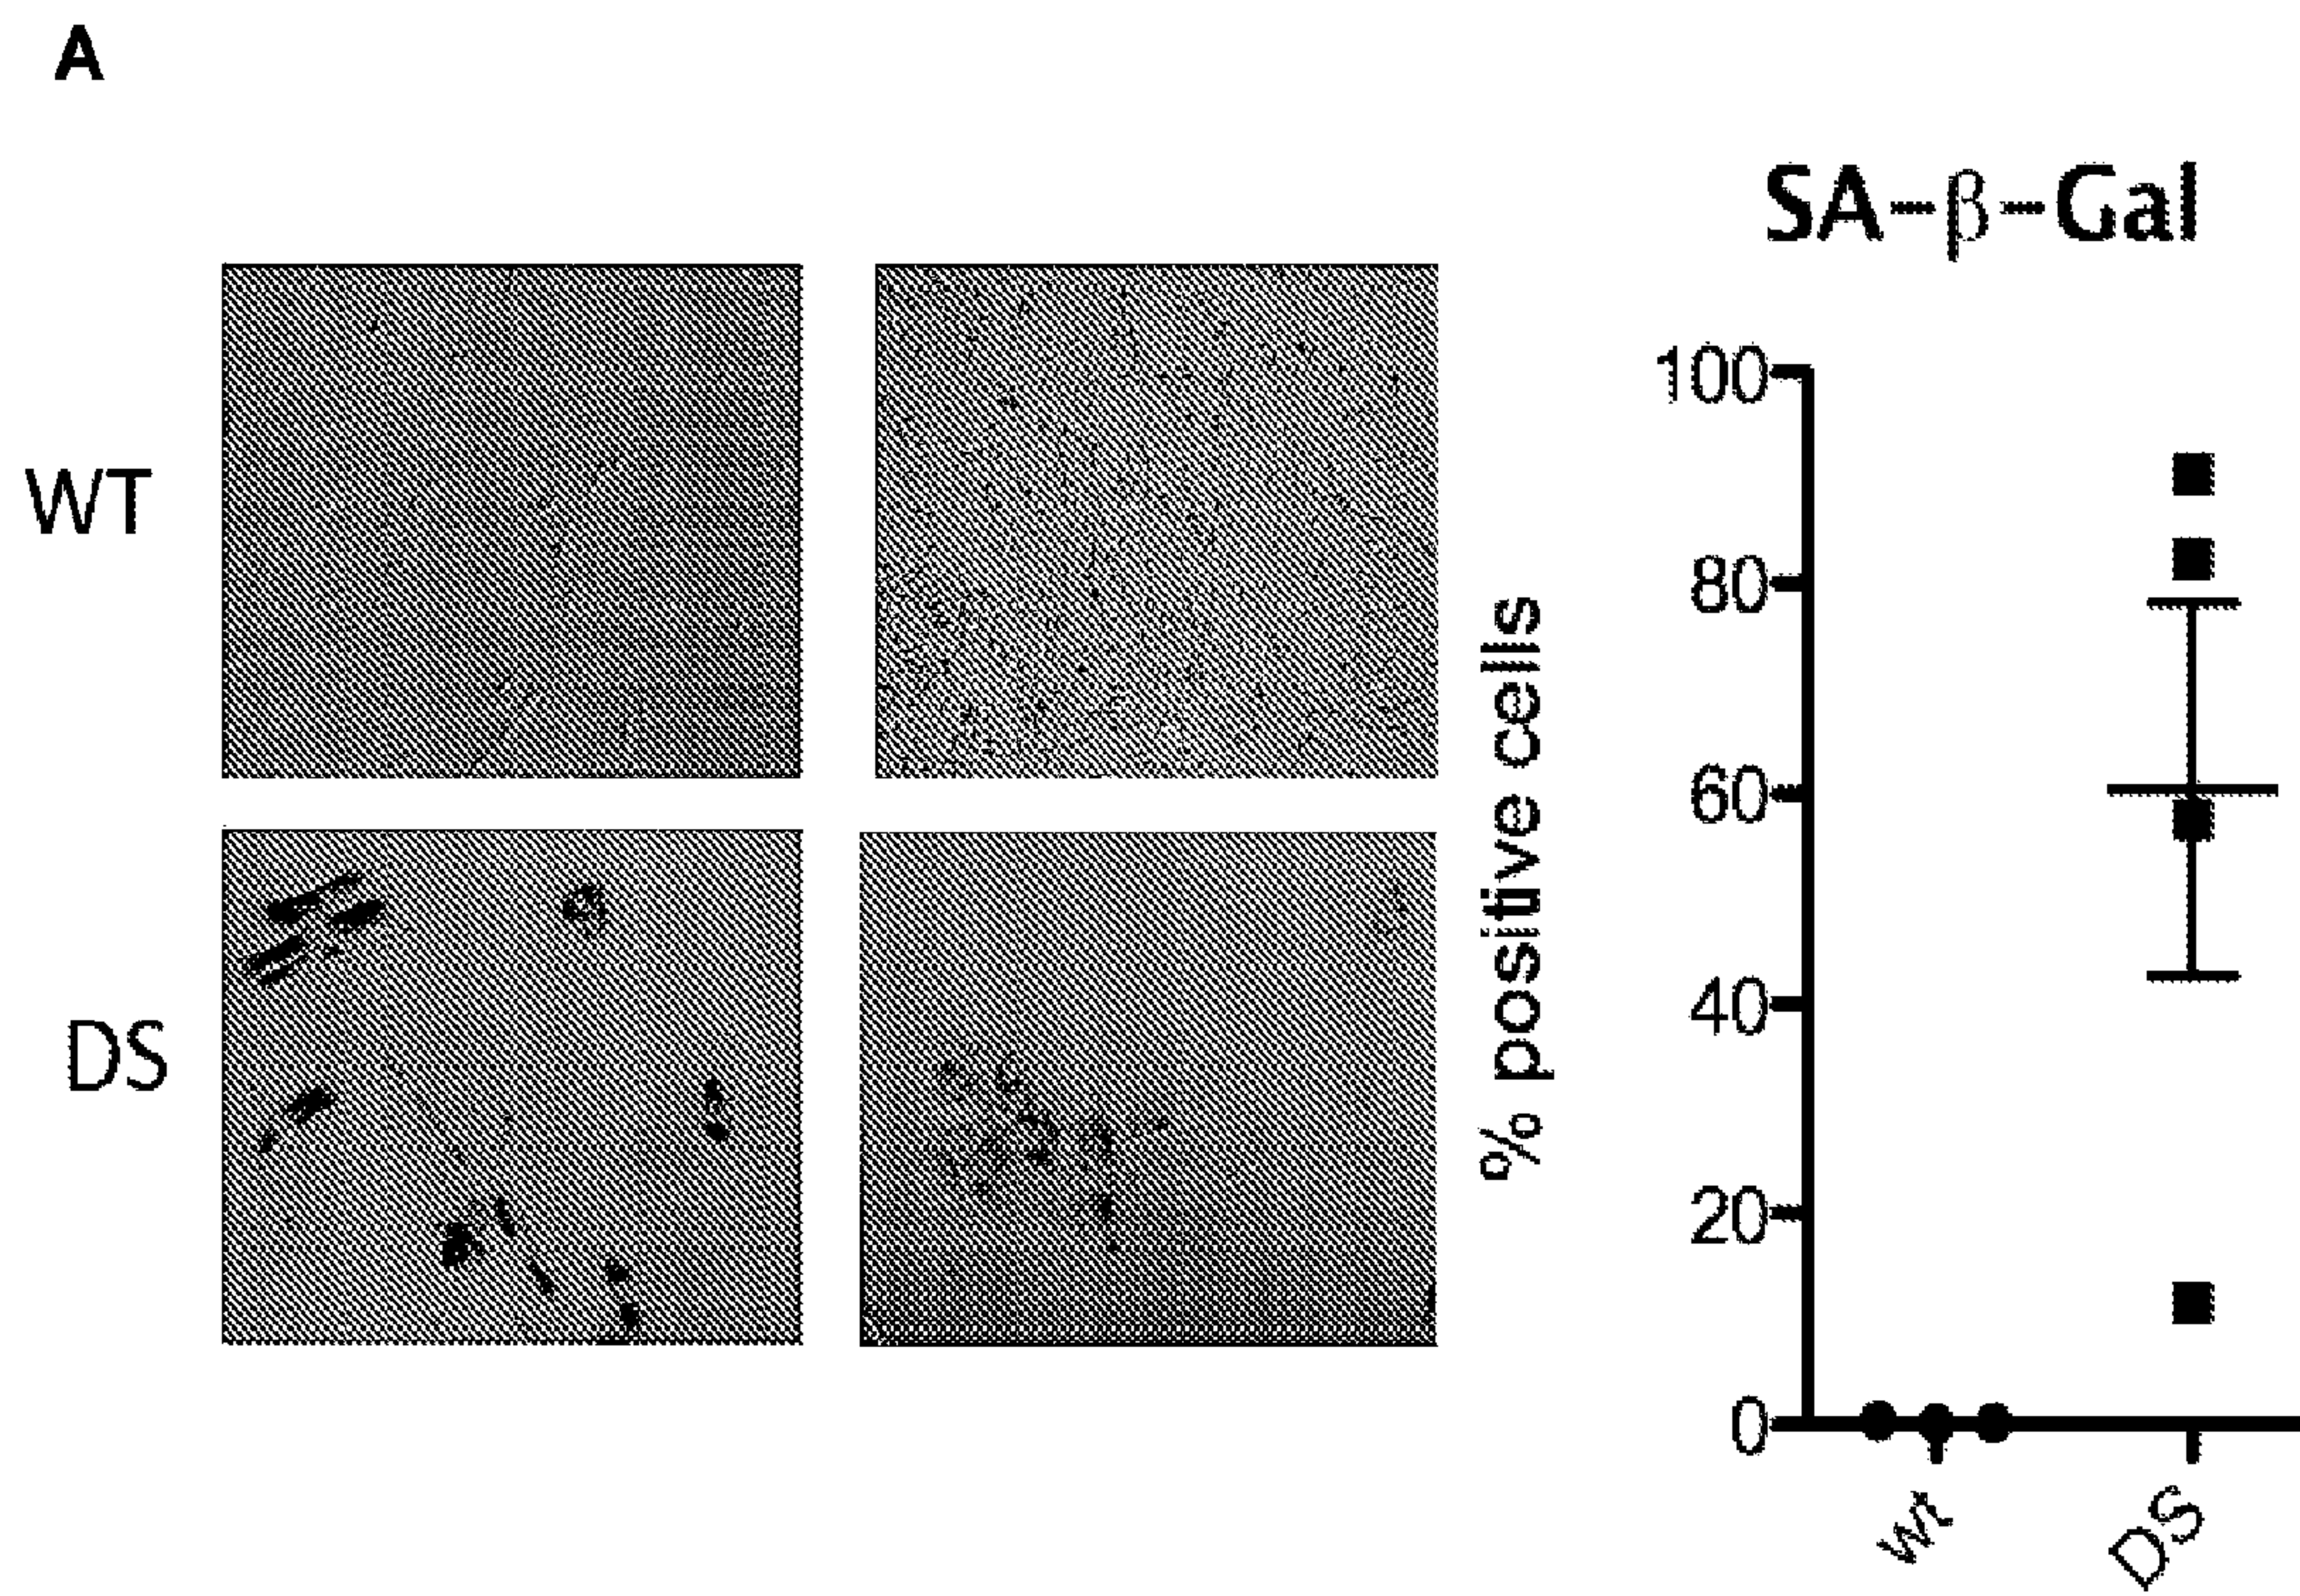 A
WT
DS
SA-β-Gal
% positive cells
100
80
60
40
20
0
wt
DS